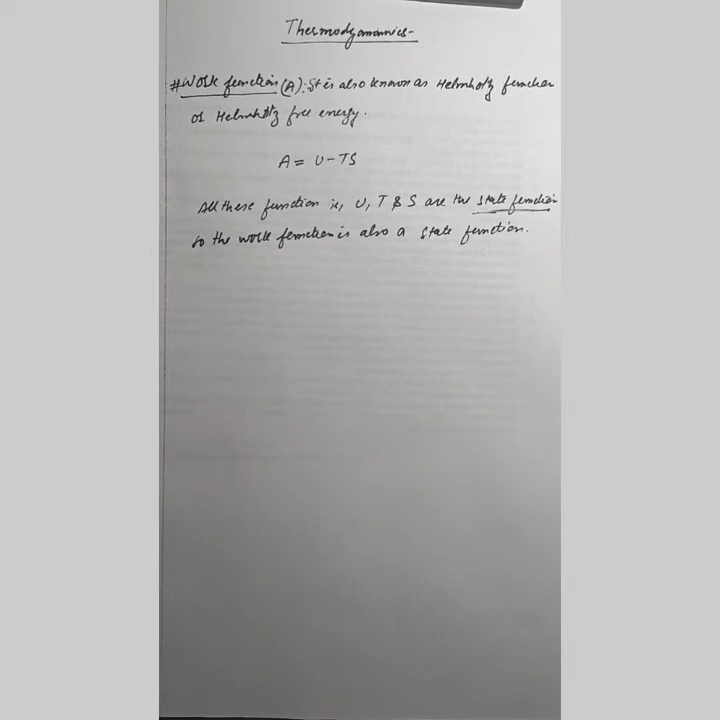 Thermodynamics-
#Work function (A): It is also known as Helmholtz function
or Helmholtz free energy.
A = U-TS
All these function ie, U, T & S are the state function
so the work function is also a state function.